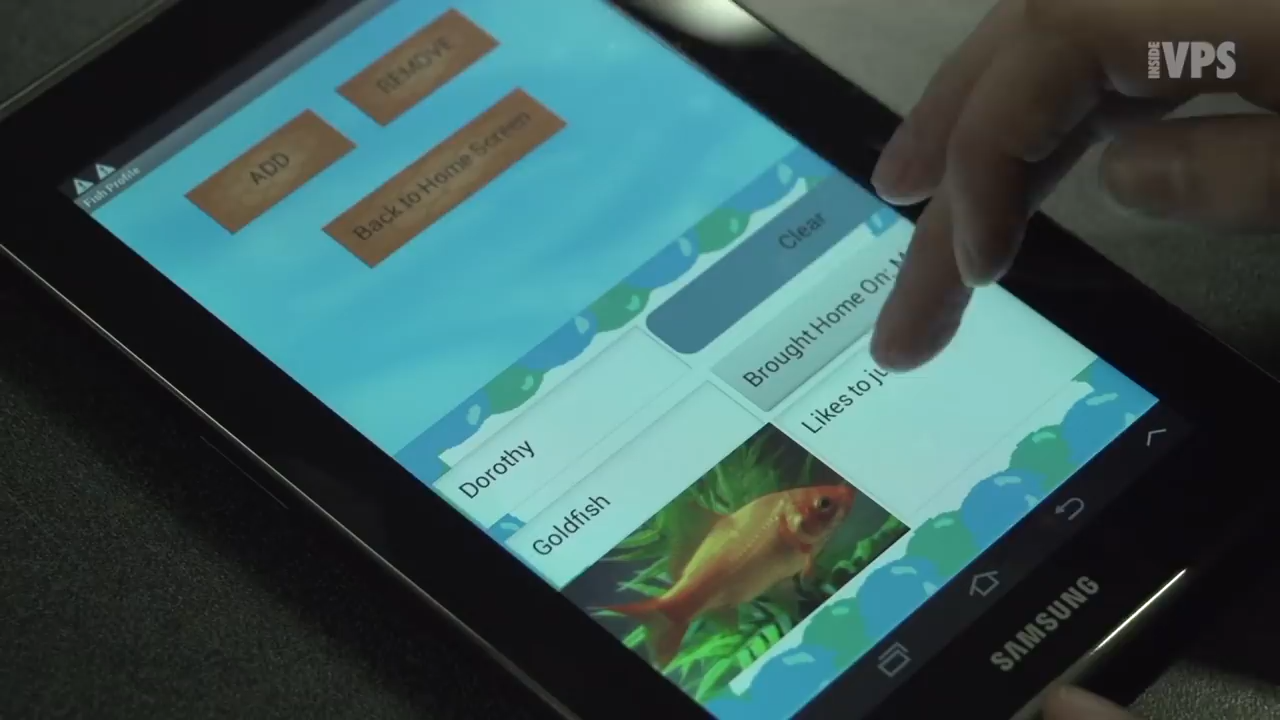 INSIDE VPS
Fish Profile
REMOVE
ADD
Back to Home Screen
Clear
Brought Home On:
Likes to
Dorothy
Goldfish
SAMSUNG